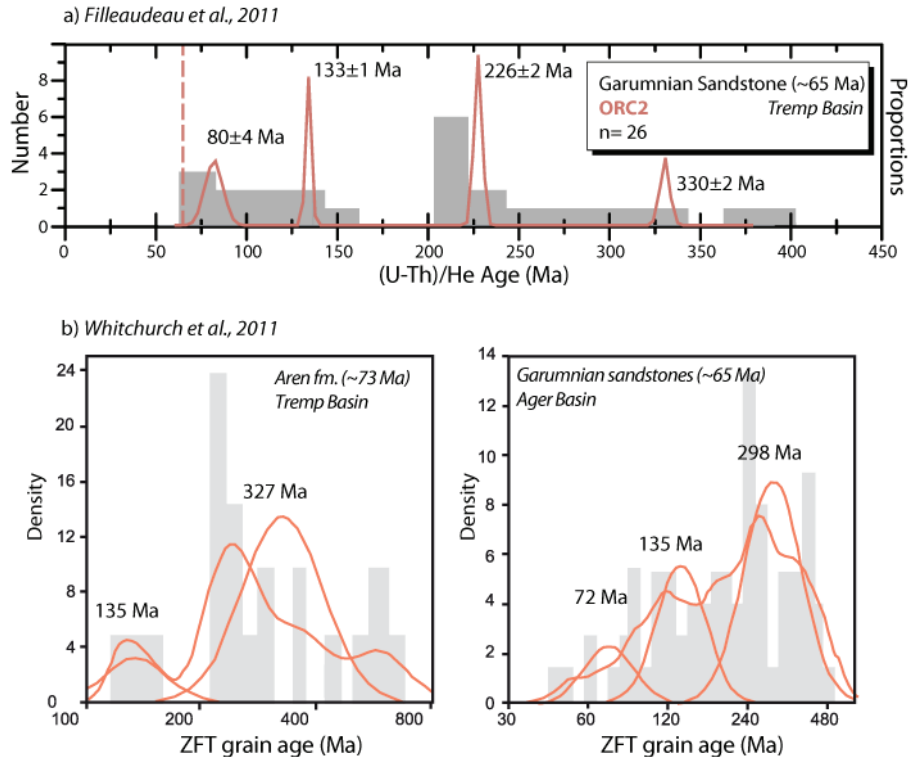 a) Filleaudeau et al., 2011
133±1 Ma
226±2 Ma
80±4 Ma
330±2 Ma
Garumnian Sandstone (~65 Ma)
ORC2 Tremp Basin
n= 26
Number
Proportions
8
6
4
2
0
0 50 100 150 200 250 300 350 400 450
(U-Th)/He Age (Ma)
b) Whitchurch et al., 2011
Aren fm. (~73 Ma)
Tremp Basin
327 Ma
135 Ma
Density
24
20
16
12
8
4
0
100 200 400 800
ZFT grain age (Ma)
Garumnian sandstones (~65 Ma)
Ager Basin
298 Ma
135 Ma
72 Ma
Density
14
12
10
8
6
4
2
0
30 60 120 240 480
ZFT grain age (Ma)